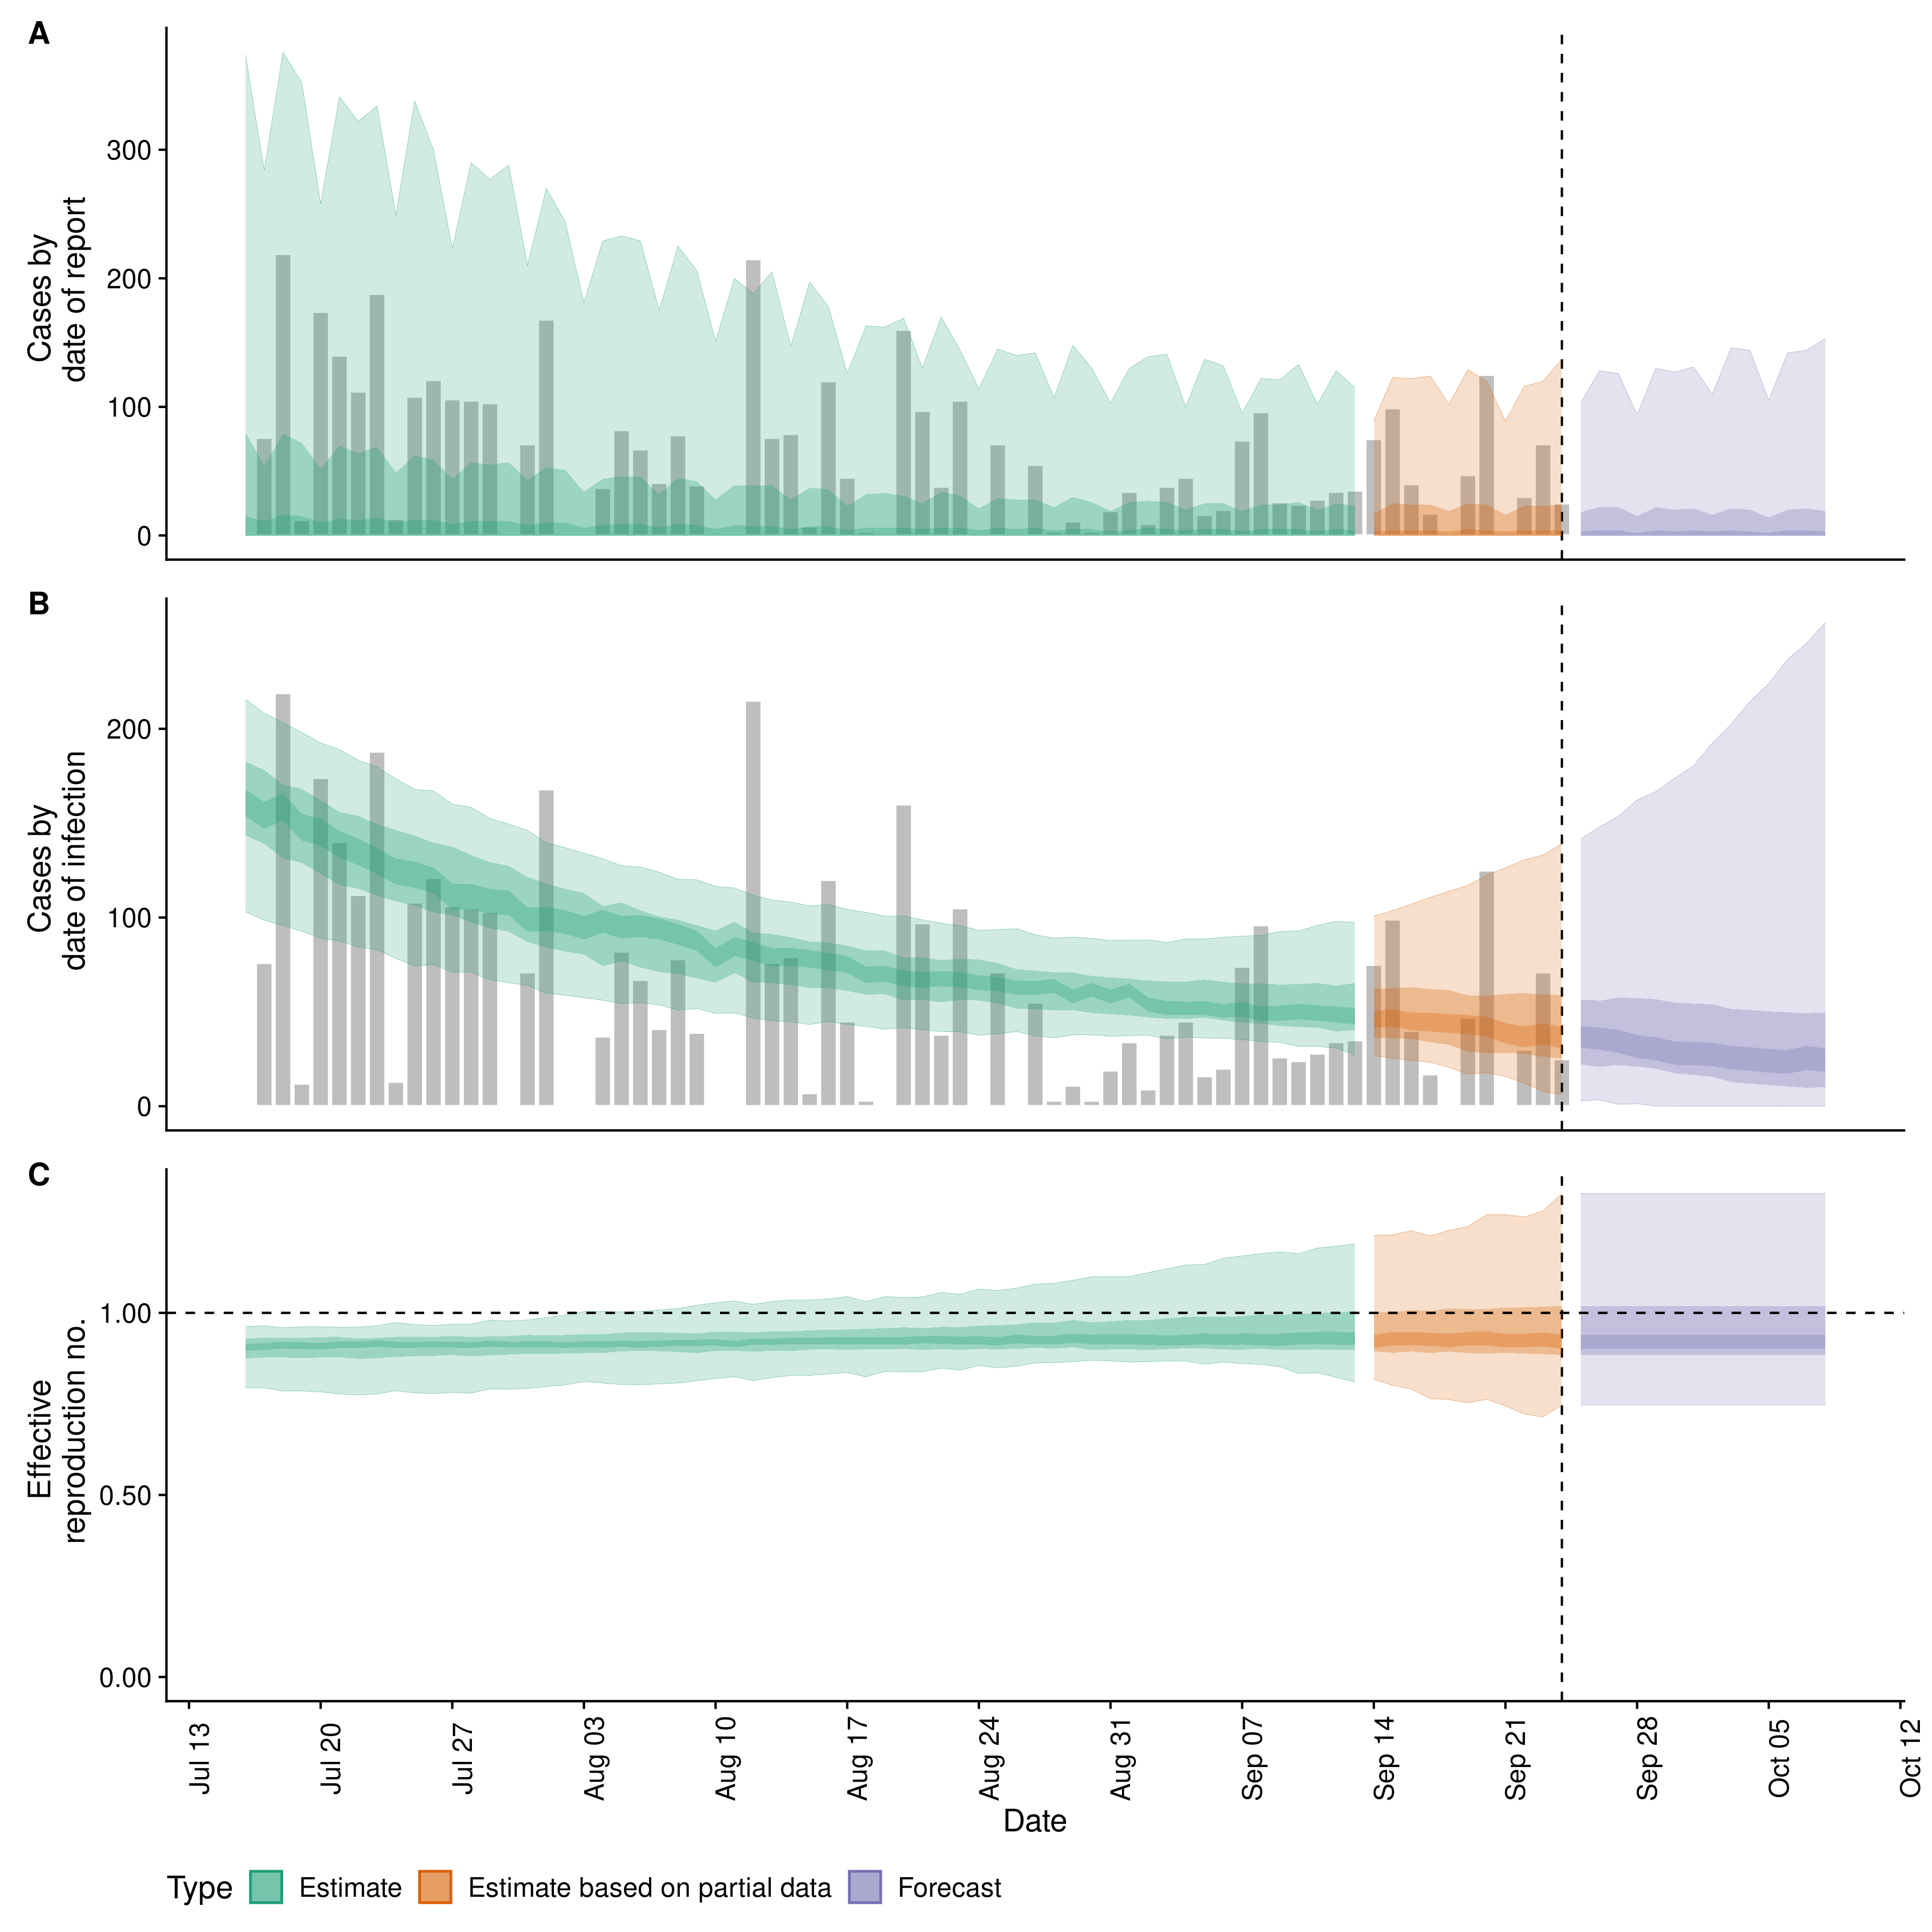 A
Cases by
date of report
300
200
100
0
B
Cases by
date of infection
200
100
0
C
Effective
reproduction no.
1.00
0.50
0.00
Jul 13
Jul 20
Jul 27
Aug 03
Aug 10
Aug 17
Aug 24
Aug 31
Sep 07
Sep 14
Sep 21
Sep 28
Oct 05
Oct 12
Date
Type Estimate Estimate based on partial data Forecast